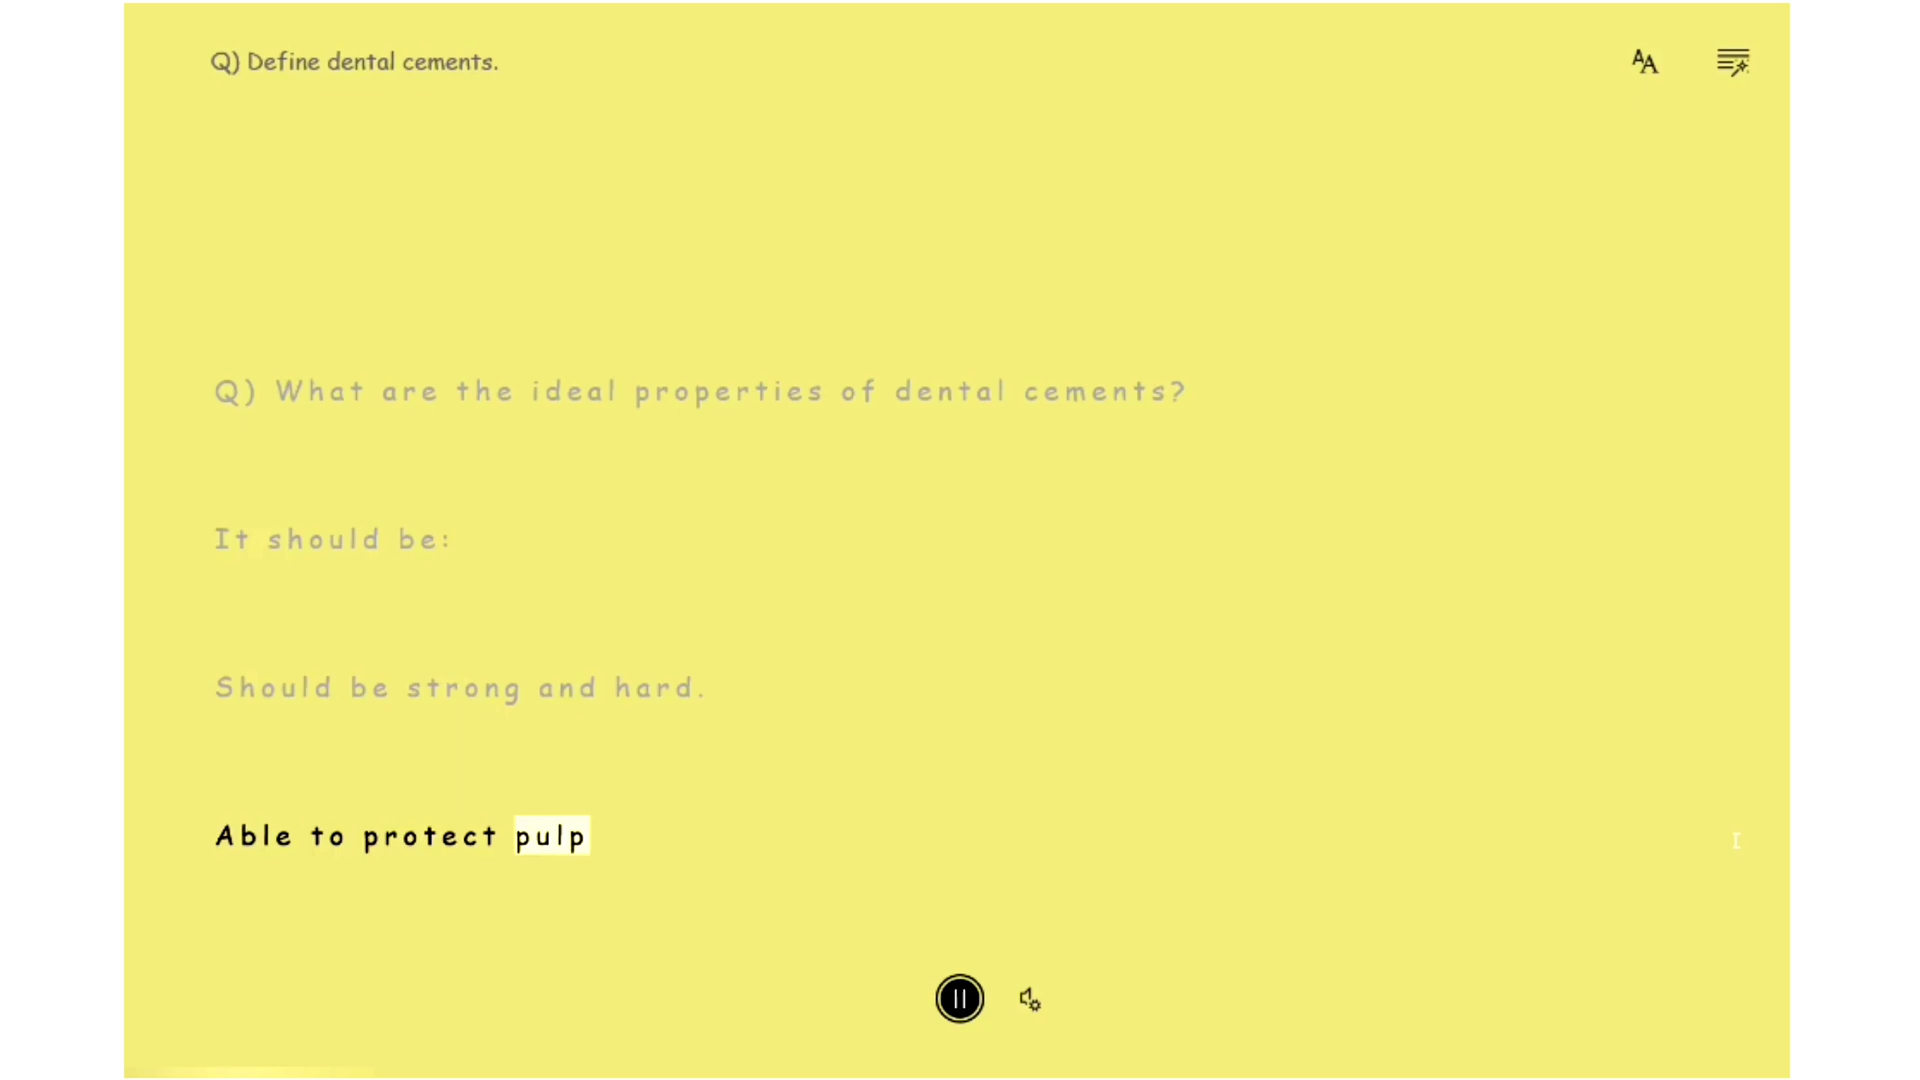 Q) Define dental cements.
Q) What are the ideal properties of dental cements?
It should be:
Should be strong and hard.
Able to protect pulp